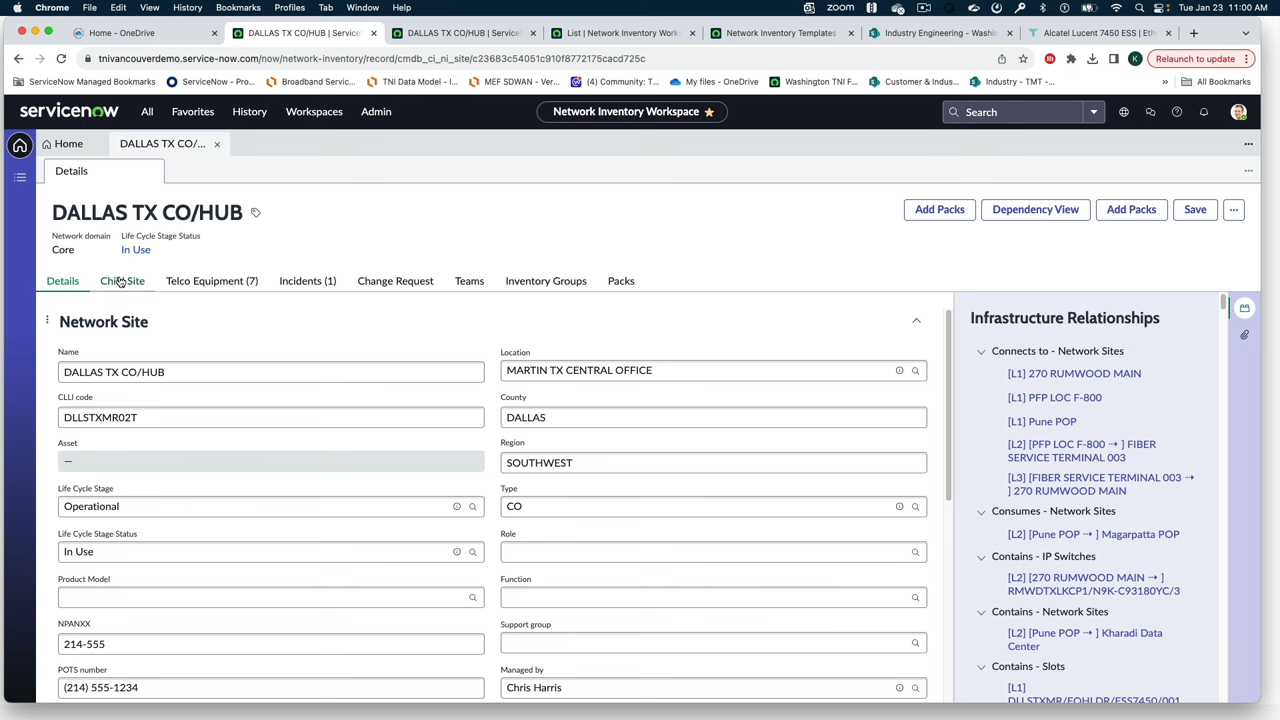 Chrome File Edit View History Bookmarks Profiles Tab Window Help zoom Tue Jan 23 11:00 AM
Home - OneDrive × DALLAS TX CO/HUB | ServiceN × DALLAS TX CO/HUB | ServiceN × List | Network Inventory Works × Network Inventory Templates × Industry Engineering - Washin × Alcatel Lucent 7450 ESS | Eth × +
tnivancouverdemo.service-now.com/now/network-inventory/record/cmdb_ci_ni_site/c23683c54051c910f8772175cacd725c K Relaunch to update
ServiceNow Managed Bookmarks ServiceNow - Pro... Broadband Servic... TNI Data Model - I... MEF SDWAN - Ver... (4) Community: T... My files - OneDrive Washington TNI F... Customer & Indus... Industry - TMT -... » All Bookmarks
servicenow All Favorites History Workspaces Admin Network Inventory Workspace Search
Home DALLAS TX CO/... ×
Details
DALLAS TX CO/HUB Add Packs Dependency View Add Packs Save
Network domain Life Cycle Stage Status
Core In Use
Details Child Site Telco Equipment (7) Incidents (1) Change Request Teams Inventory Groups Packs
Network Site
Name
DALLAS TX CO/HUB
CLLI code
DLLSTXMR02T
Asset
—
Life Cycle Stage
Operational
Life Cycle Stage Status
In Use
Product Model
NPANXX
214-555
POTS number
(214) 555-1234
Location
MARTIN TX CENTRAL OFFICE
County
DALLAS
Region
SOUTHWEST
Type
CO
Role
Function
Support group
Managed by
Chris Harris
Infrastructure Relationships
Connects to - Network Sites
[L1] 270 RUMWOOD MAIN
[L1] PFP LOC F-800
[L1] Pune POP
[L2] [PFP LOC F-800 ➝ ] FIBER
SERVICE TERMINAL 003
[L3] [FIBER SERVICE TERMINAL 003 ➝
] 270 RUMWOOD MAIN
Consumes - Network Sites
[L2] [Pune POP ➝ ] Magarpatta POP
Contains - IP Switches
[L2] [270 RUMWOOD MAIN ➝ ]
RMWDTXLKCP1/N9K-C93180YC/3
Contains - Network Sites
[L2] [Pune POP ➝ ] Kharadi Data
Center
Contains - Slots
[L1]